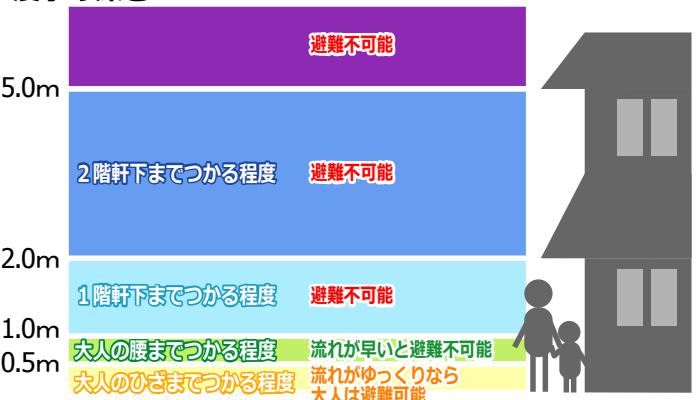 避難不可能
5.0m
2階軒下までつかる程度 避難不可能
2.0m
1階軒下までつかる程度 避難不可能
1.0m
大人の腰までつかる程度 流れが早いと避難不可能
0.5m
大人のひざまでつかる程度 流れがゆっくりなら
大人は避難可能